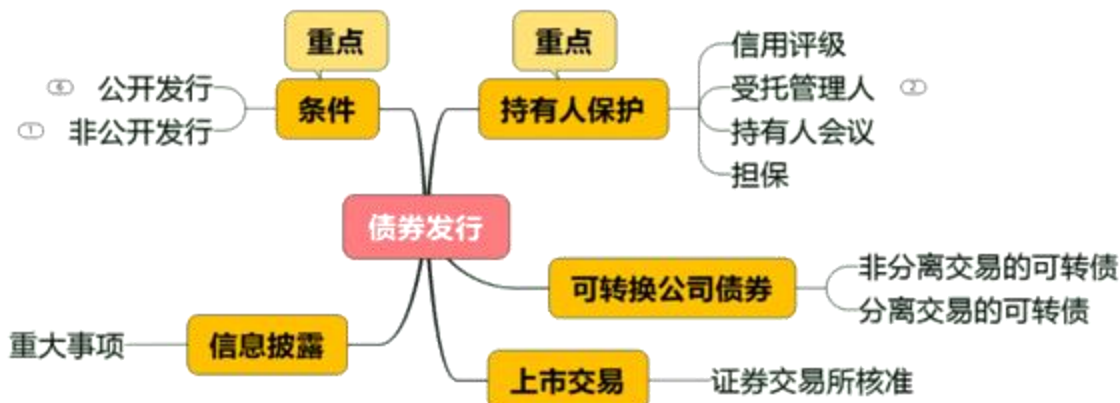 重点
重点
信用评级
6 公开发行
条件
持有人保护
受托管理人 2
1 非公开发行
持有人会议
担保
债券发行
非分离交易的可转债
可转换公司债券
分离交易的可转债
重大事项
信息披露
上市交易
证券交易所核准